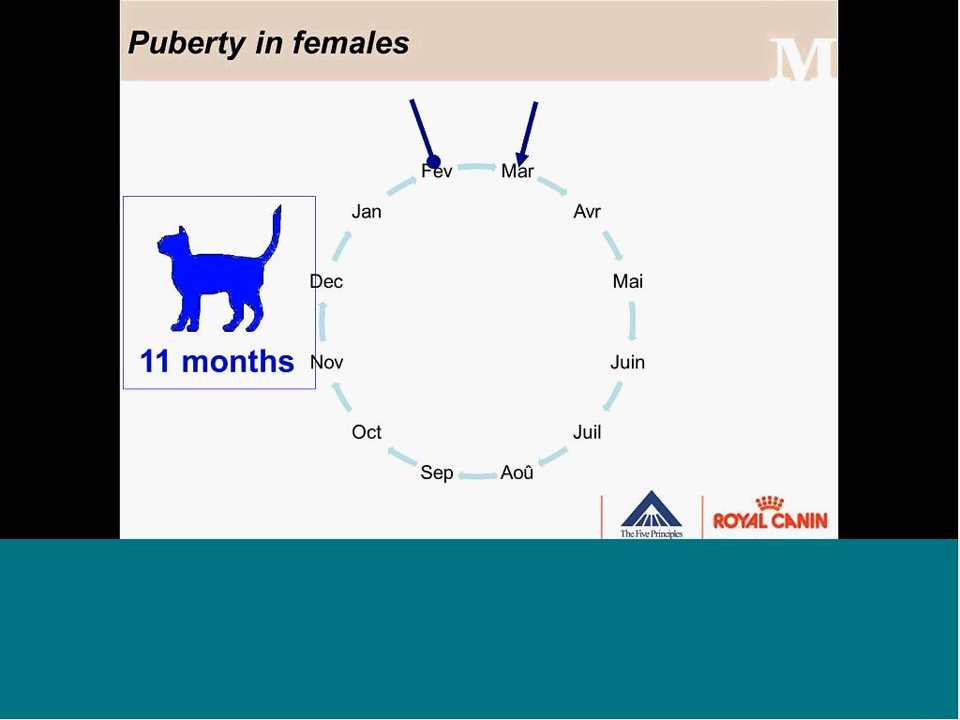 Puberty in females
M
Fev
Mar
Jan
Avr
Dec
Mai
11 months
Nov
Juin
Oct
Juil
Sep
Aoû
The Five Principles
ROYAL CANIN